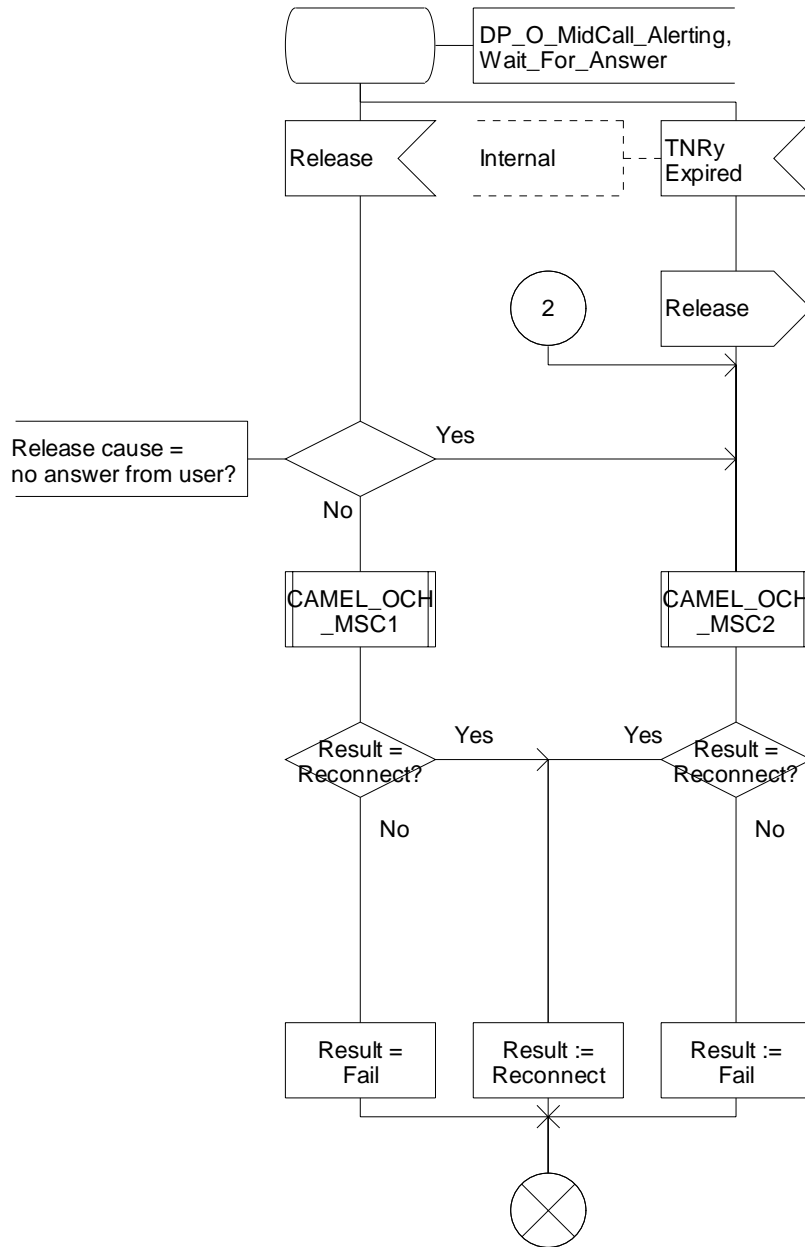 DP_O_MidCall_Alerting,
Wait_For_Answer
Release
Internal
TNRy
Expired
2
Release
Release cause =
no answer from user?
Yes
No
CAMEL_OCH
_MSC1
CAMEL_OCH
_MSC2
Result =
Reconnect?
Yes
Yes
Result =
Reconnect?
No
No
Result =
Fail
Result :=
Reconnect
Result :=
Fail